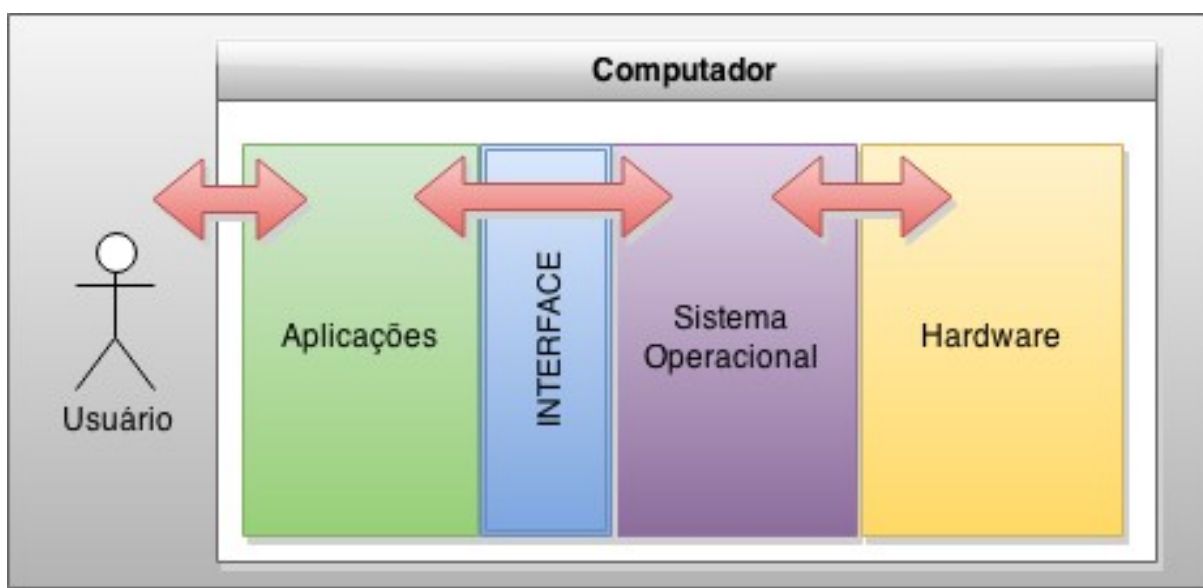 Computador
Aplicações
INTERFACE
Sistema
Operacional
Hardware
Usuário